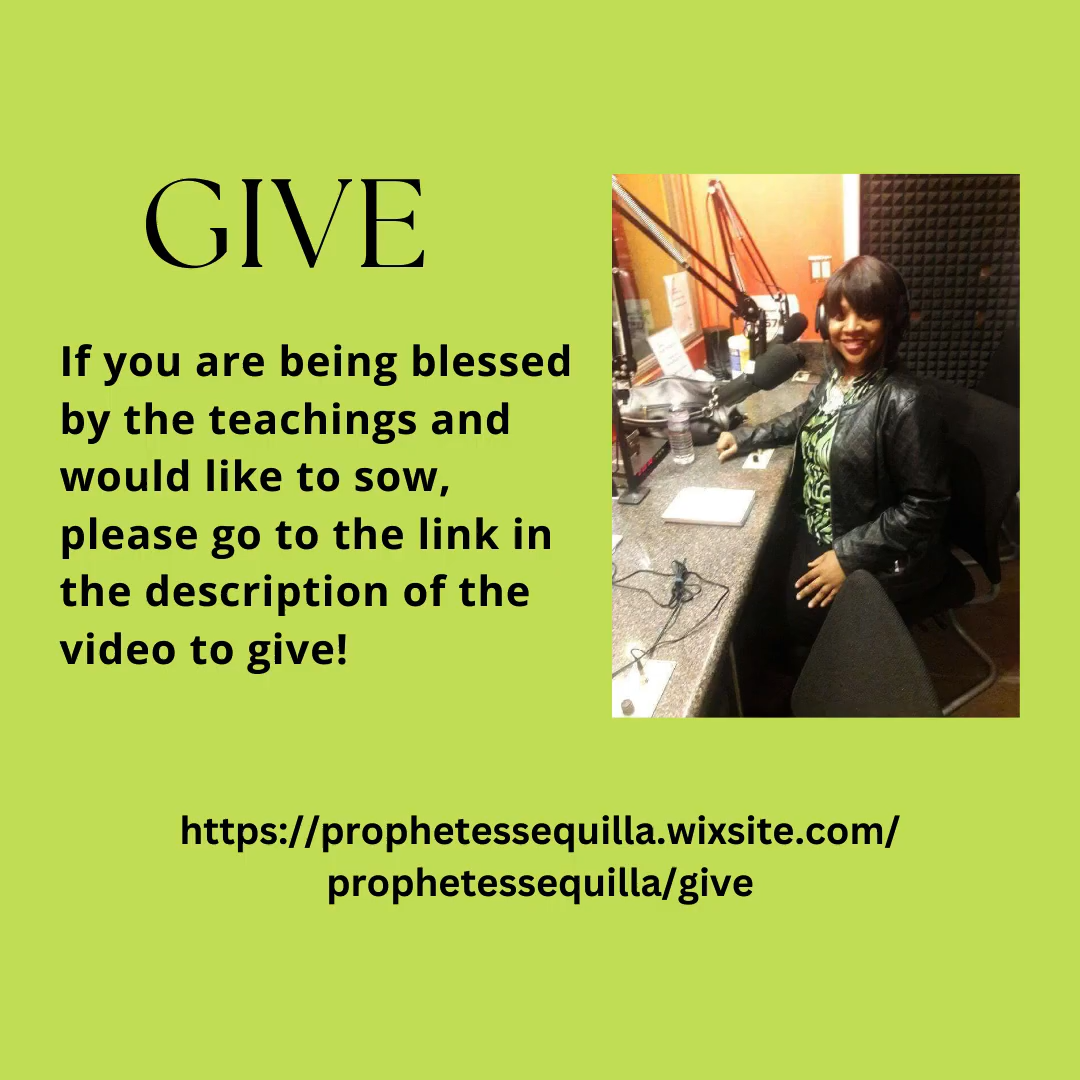 GIVE
If you are being blessed
by the teachings and
would like to sow,
please go to the link in
the description of the
video to give!
https://prophetessequilla.wixsite.com/
prophetessequilla/give